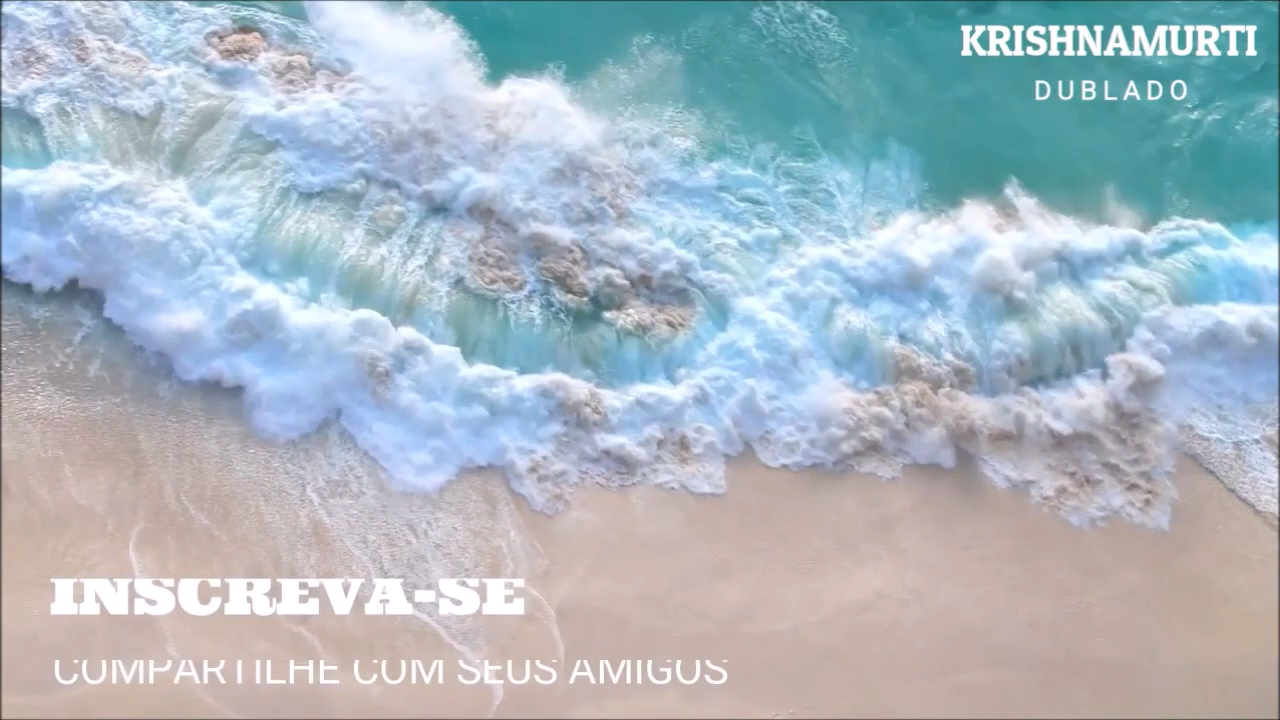 KRISHNAMURTI
DUBLADO
INSCREVA-SE
COMPARTILHE COM SEUS AMIGOS